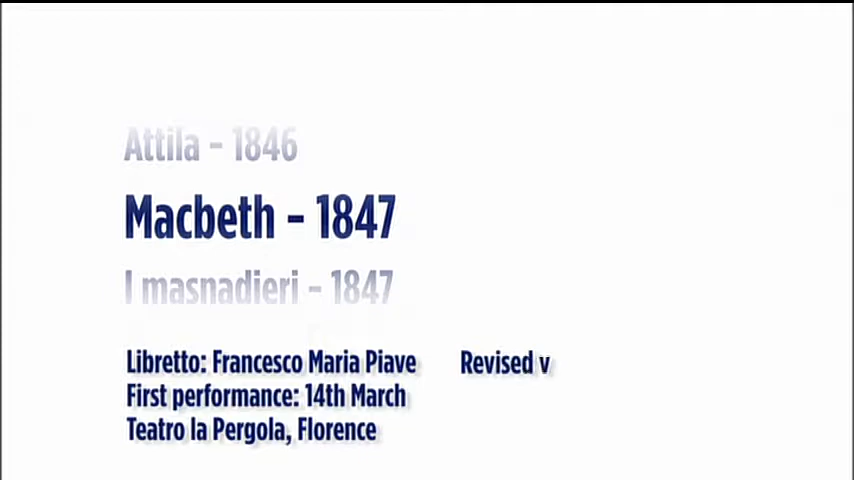 Attila – 1846
Macbeth – 1847
I masnadieri – 1847
Libretto: Francesco Maria Piave
Revised v
First performance: 14th March
Teatro la Pergola, Florence